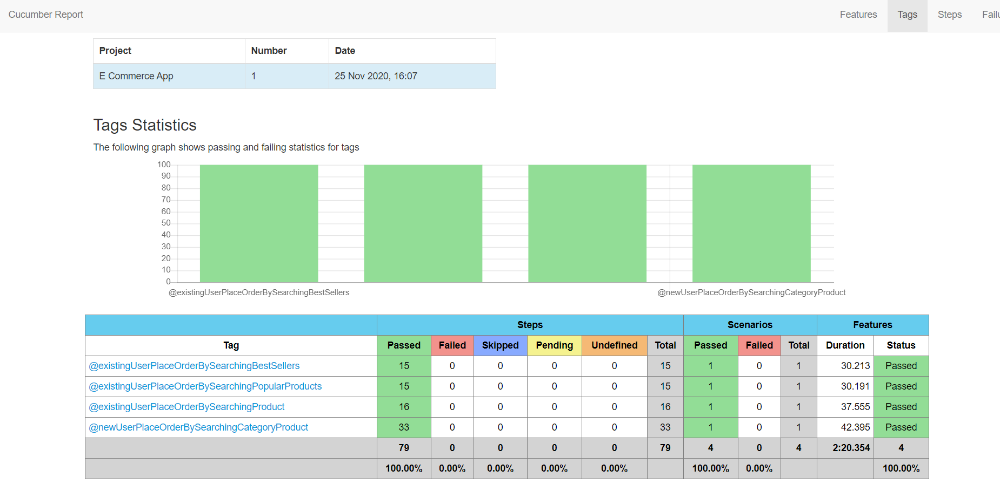 Cucumber Report Features Tags Steps Failu
Project Number Date
E Commerce App 1 25 Nov 2020, 16:07
Tags Statistics
The following graph shows passing and failing statistics for tags
100
90
80
70
60
50
40
30
20
10
0
@existingUserPlaceOrderBySearchingBestSellers @newUserPlaceOrderBySearchingCategoryProduct
Steps Scenarios Features
Tag Passed Failed Skipped Pending Undefined Total Passed Failed Total Duration Status
@existingUserPlaceOrderBySearchingBestSellers 15 0 0 0 0 15 1 0 1 30.213 Passed
@existingUserPlaceOrderBySearchingPopularProducts 15 0 0 0 0 15 1 0 1 30.191 Passed
@existingUserPlaceOrderBySearchingProduct 16 0 0 0 0 16 1 0 1 37.555 Passed
@newUserPlaceOrderBySearchingCategoryProduct 33 0 0 0 0 33 1 0 1 42.395 Passed
79 0 0 0 0 79 4 0 4 2:20.354 4
100.00% 0.00% 0.00% 0.00% 0.00% 100.00% 0.00% 100.00%